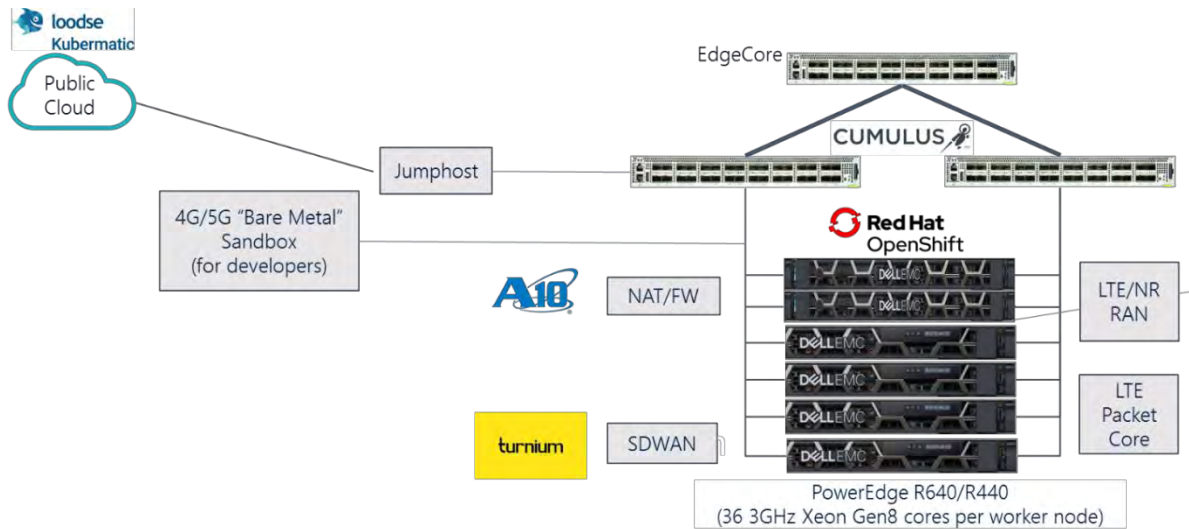 loodse
Kubermatic
Public
Cloud
EdgeCore
CUMULUS
Jumphost
4G/5G “Bare Metal”
Sandbox
(for developers)
Red Hat
OpenShift
A10
NAT/FW
DELLEMC
DELLEMC
LTE/NR
RAN
DELLEMC
DELLEMC
DELLEMC
DELLEMC
LTE
Packet
Core
turnium
SDWAN
PowerEdge R640/R440
(36 3GHz Xeon Gen8 cores per worker node)